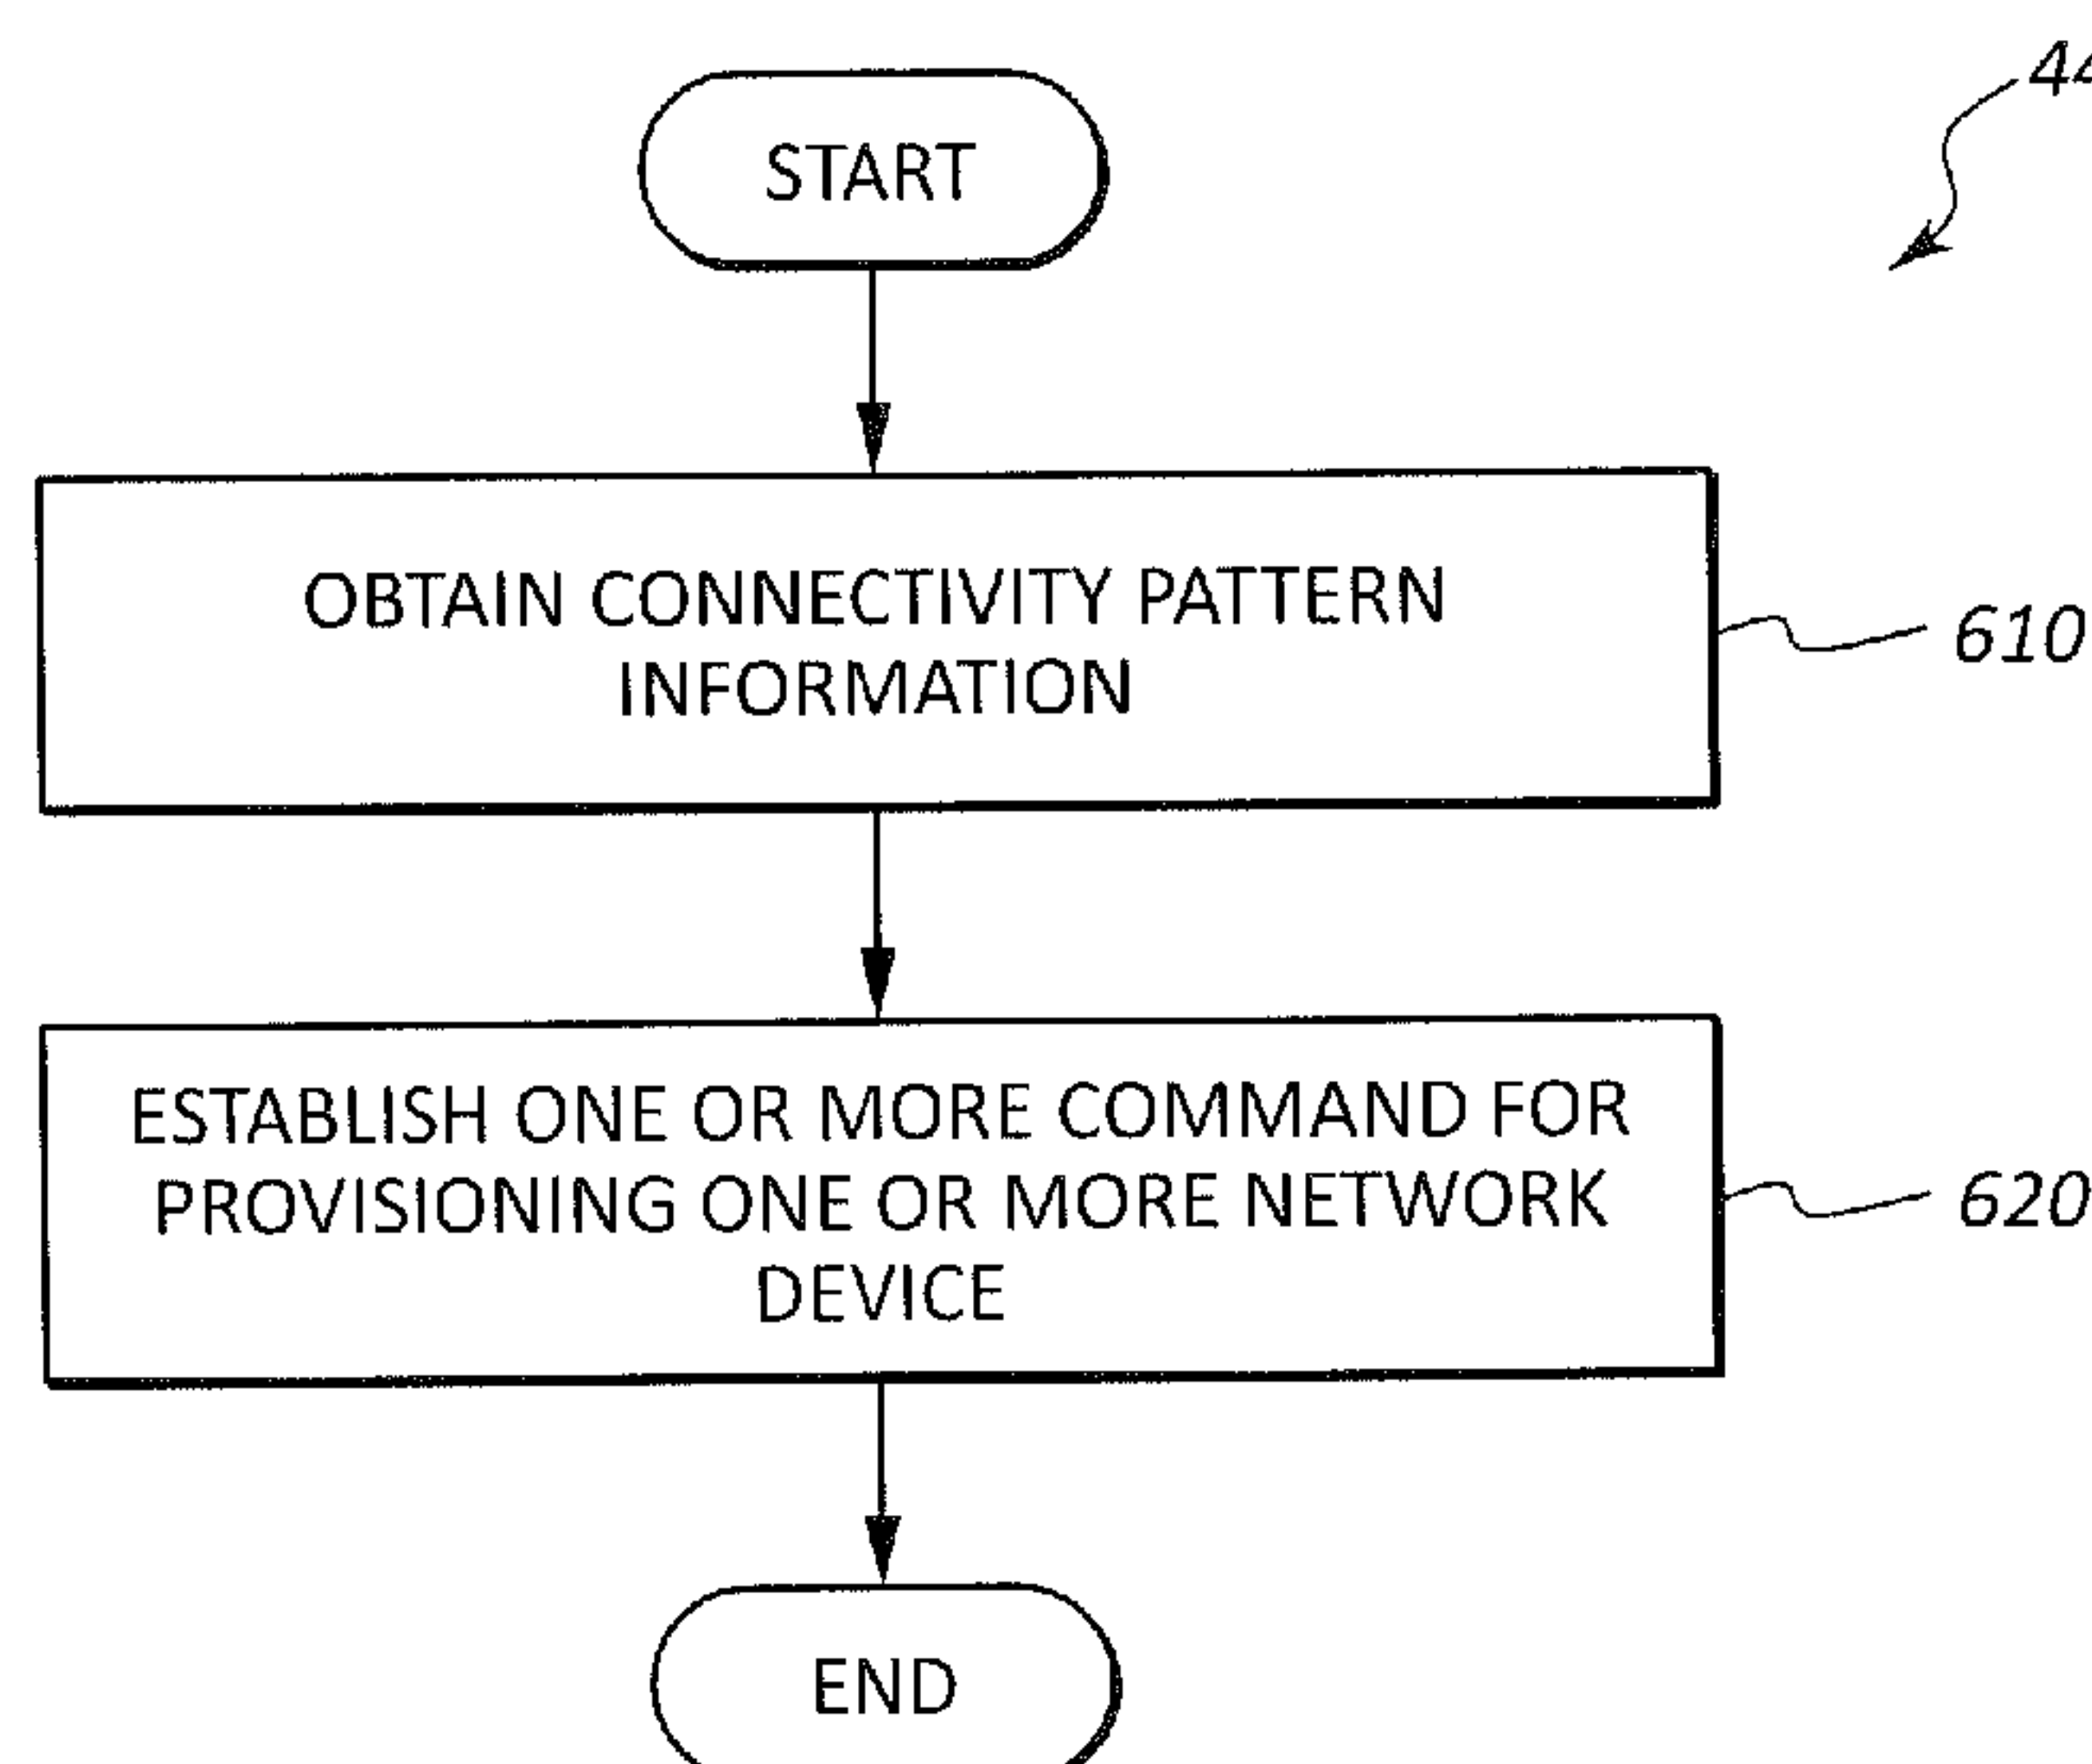 START
OBTAIN CONNECTIVITY PATTERN
INFORMATION
610
ESTABLISH ONE OR MORE COMMAND FOR
PROVISIONING ONE OR MORE NETWORK
DEVICE
620
END